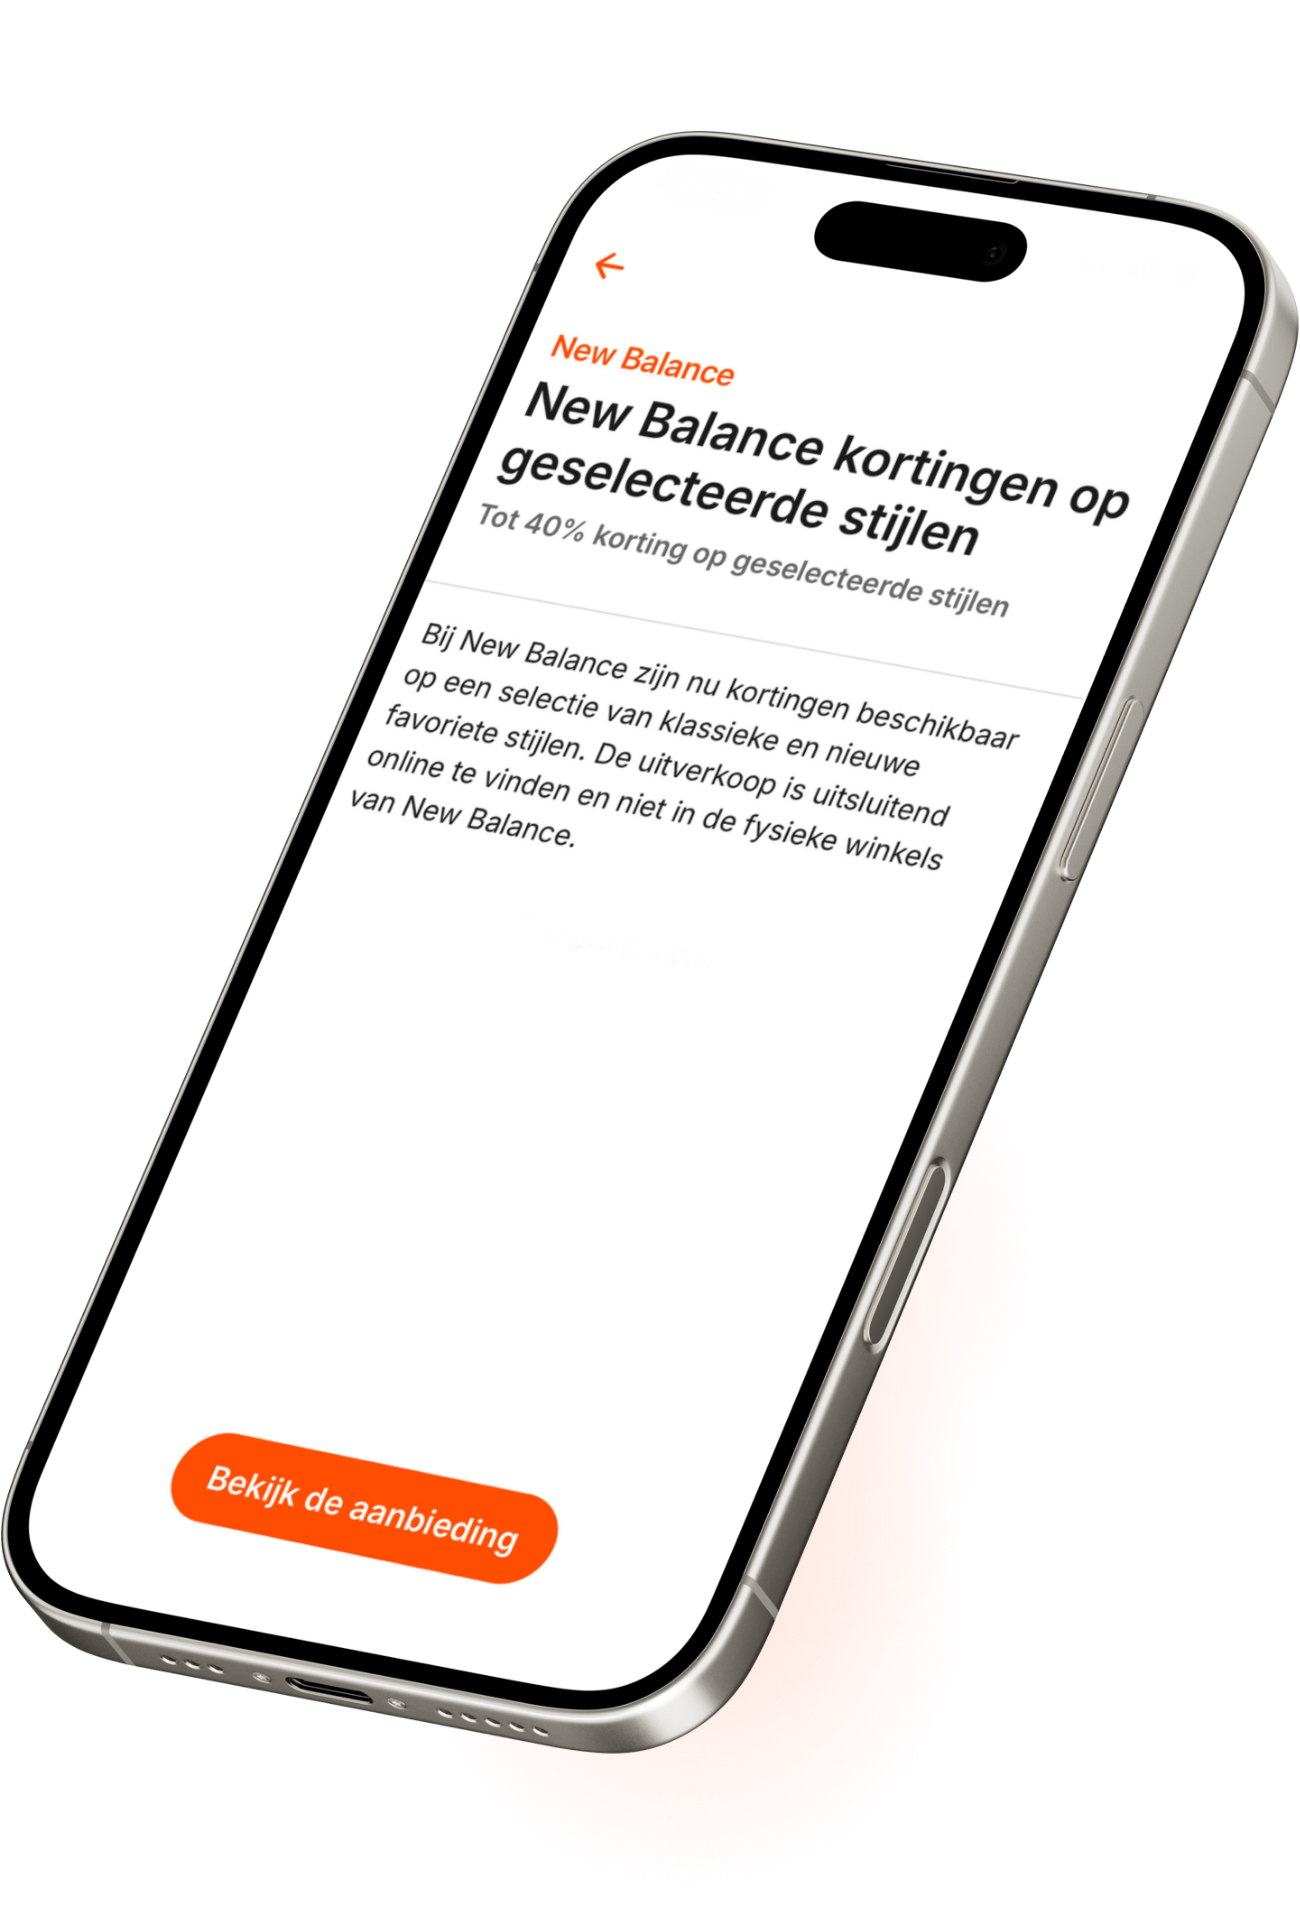 New Balance
New Balance kortingen op
geselecteerde stijlen
Tot 40% korting op geselecteerde stijlen
Bij New Balance zijn nu kortingen beschikbaar
op een selectie van klassieke en nieuwe
favoriete stijlen. De uitverkoop is uitsluitend
online te vinden en niet in de fysieke winkels
van New Balance.
Bekijk de aanbieding